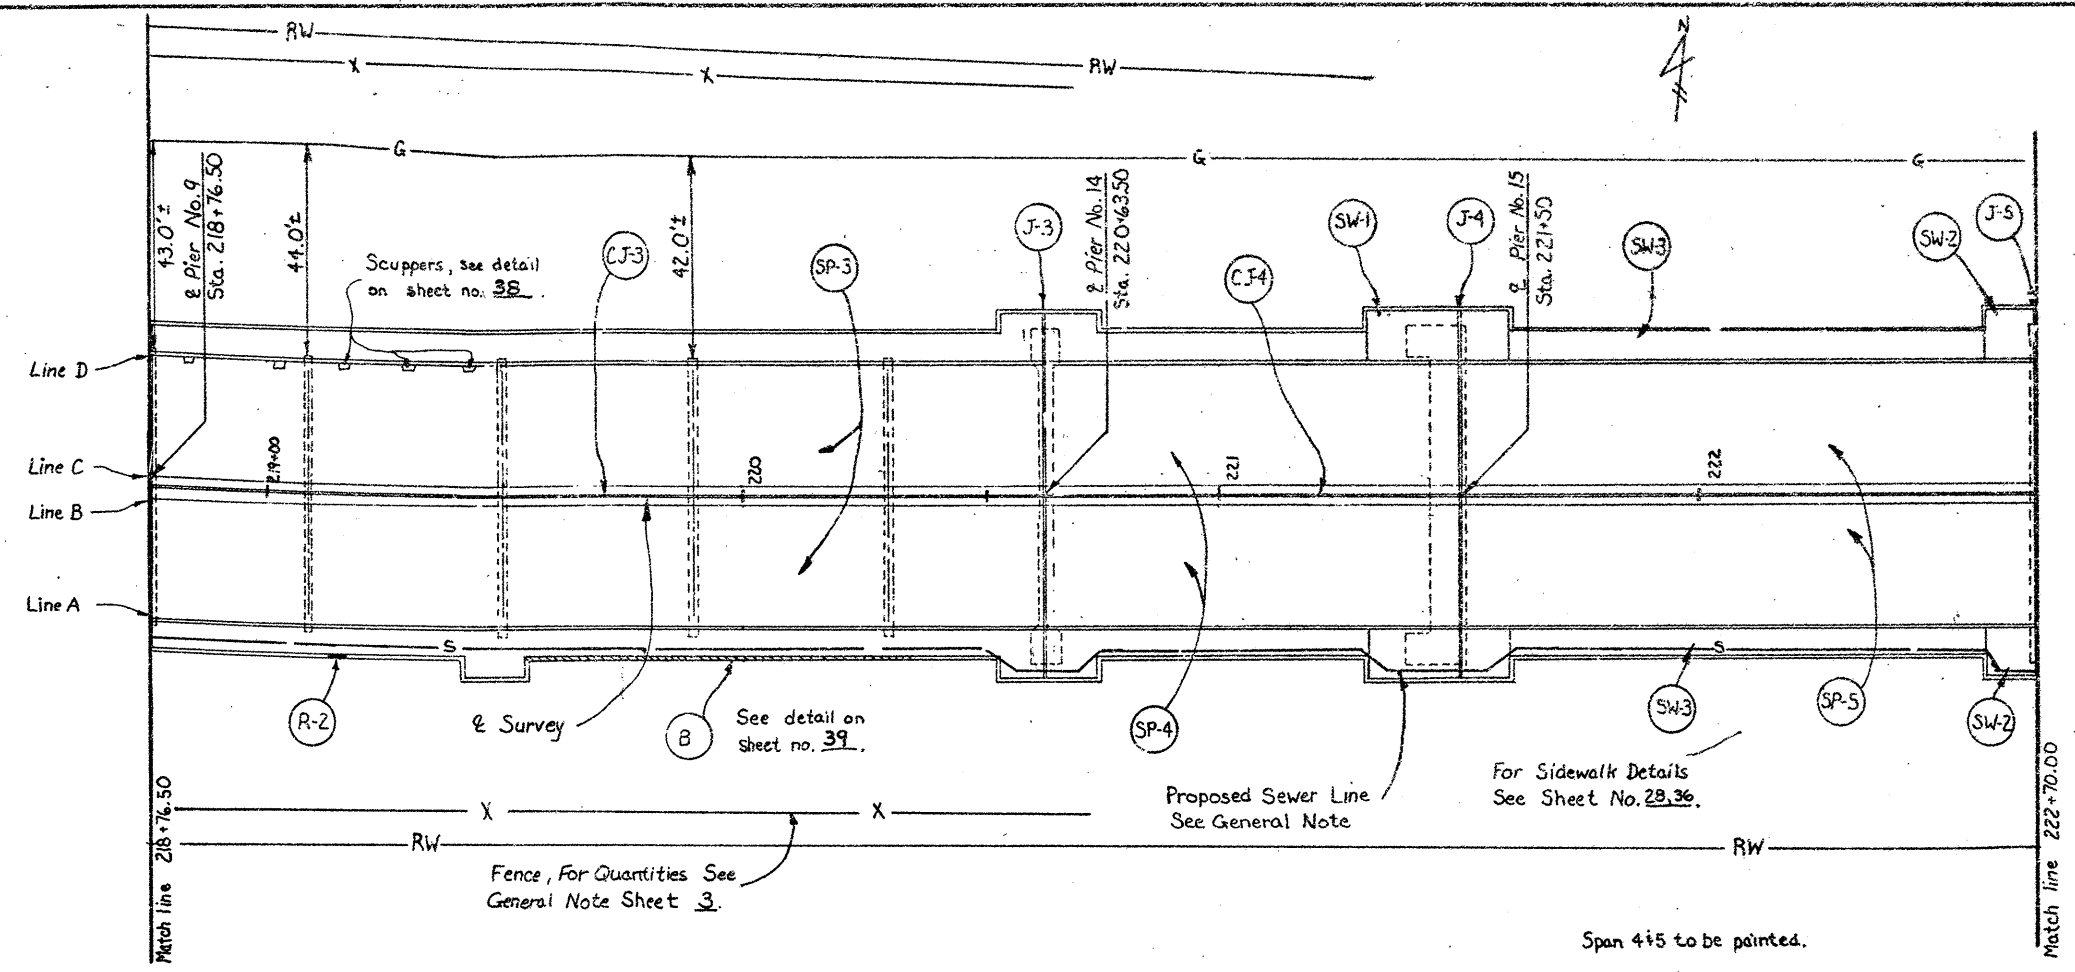 RW
RW
X
X
N
G
G
G
43.0'±
℄ Pier No.9
Sta. 218+76.50
44.0'±
42.0'±
Scuppers, see detail
on sheet no. 38.
CJ-3
SP-3
J-3
℄ Pier No.14
Sta. 220+63.50
CJ-4
SW-1
J-4
℄ Pier No.15
Sta. 221+50
SW-3
SW-2
J-5
Line D
Line C
Line B
Line A
219+00
220
221
222
S
S
R-2
℄ Survey
B
See detail on
sheet no. 39.
SP-4
SW-3
SP-5
SW-2
Proposed Sewer Line
See General Note
For Sidewalk Details
See Sheet No. 28,36.
X
X
RW
RW
Fence, For Quantities See
General Note Sheet 3.
Match line 218+76.50
Match line 222+70.00
Span 4&5 to be painted.